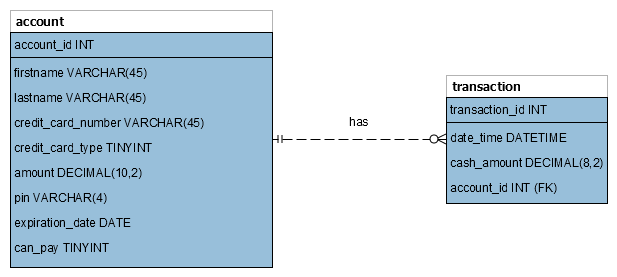 account
account_id INT
firstname VARCHAR(45)
lastname VARCHAR(45)
credit_card_number VARCHAR(45)
credit_card_type TINYINT
amount DECIMAL(10,2)
pin VARCHAR(4)
expiration_date DATE
can_pay TINYINT
has
transaction
transaction_id INT
date_time DATETIME
cash_amount DECIMAL(8,2)
account_id INT (FK)